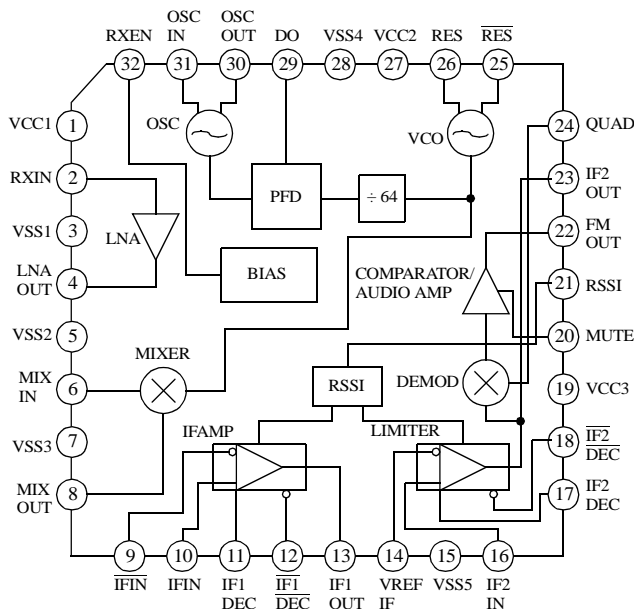 OSC OSC
RXEN IN OUT DO VSS4 VCC2 RES RES
32 31 30 29 28 27 26 25
VCC1 1 OSC VCO 24 QUAD
RXIN 2 PFD ÷ 64 23 IF2
OUT
VSS1 3 LNA 22 FM
OUT
LNA
OUT 4 BIAS COMPARATOR/
AUDIO AMP 21 RSSI
VSS2 5 20 MUTE
MIXER
MIX
IN 6 RSSI DEMOD 19 VCC3
VSS3 7 IFAMP LIMITER 18 IF2
DEC
MIX
OUT 8 17 IF2
DEC
9 10 11 12 13 14 15 16
IFIN IFIN IF1 IF1 IF1 VREF VSS5 IF2
DEC DEC OUT IF IN